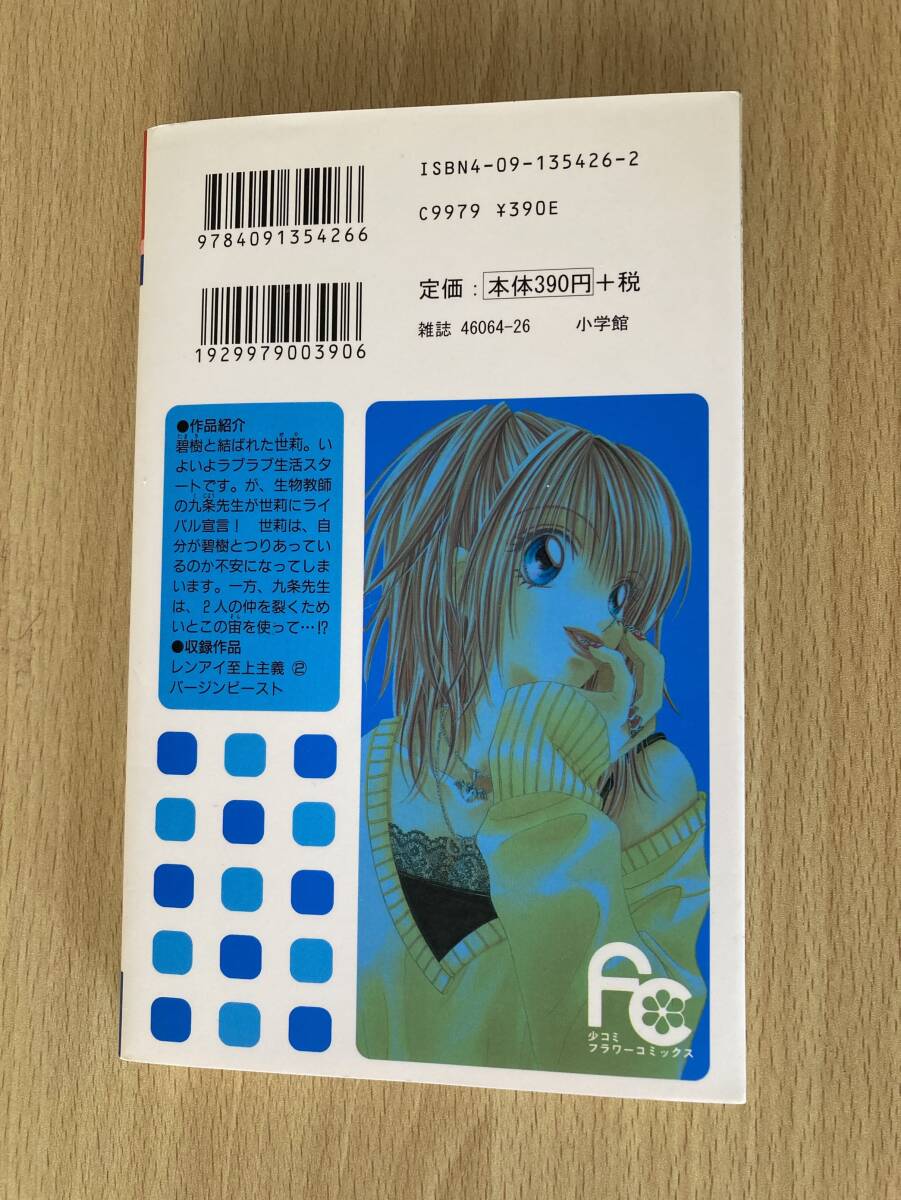 ISBN4-09-135426-2
C9979 ¥390E
9784091354266
定価：本体390円+税
雑誌 46064-26 小学館
1929979003906
●作品紹介
碧樹と結ばれた世莉。い
よいよラブラブ生活スタ
ートです。が、生物教師
の九条先生が世莉にライ
バル宣言！ 世莉は、自
分が碧樹とつりあってい
るのか不安になってしま
います。一方、九条先生
は、2人の仲を裂くため
いとこの宙を使って…!?
●収録作品
レンアイ至上主義 ②
バージンビースト
FC
少コミ
フラワーコミックス